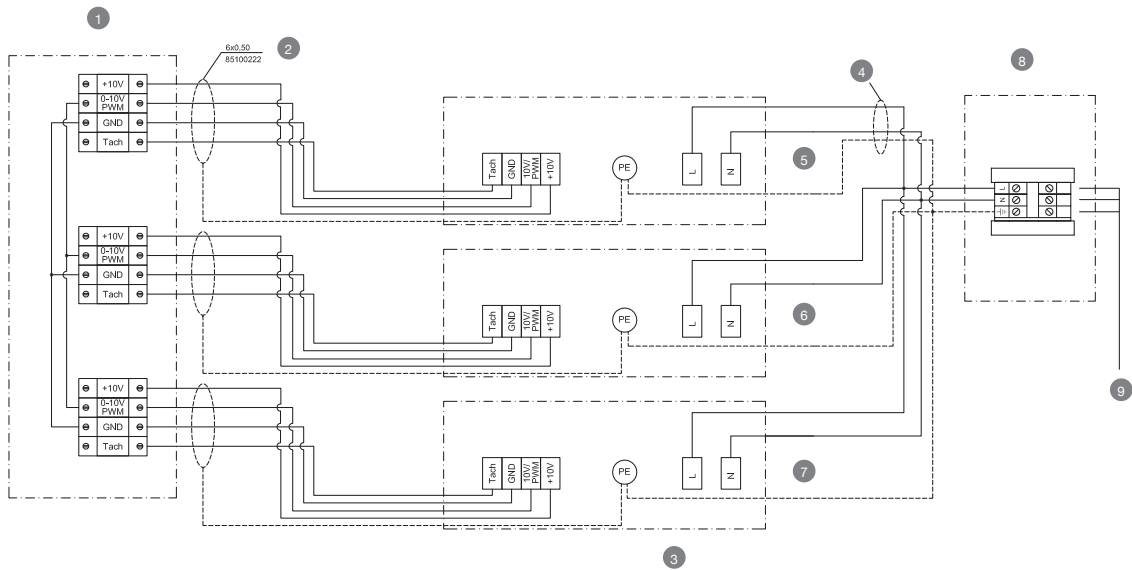 1
6x0,50
85100222
2
4
8
+10V
0-10V
PWM
GND
Tach
Tach
GND
10V/
PWM
+10V
PE
L
N
5
L
N
+10V
0-10V
PWM
GND
Tach
Tach
GND
10V/
PWM
+10V
PE
L
N
6
9
+10V
0-10V
PWM
GND
Tach
Tach
GND
10V/
PWM
+10V
PE
L
N
7
3